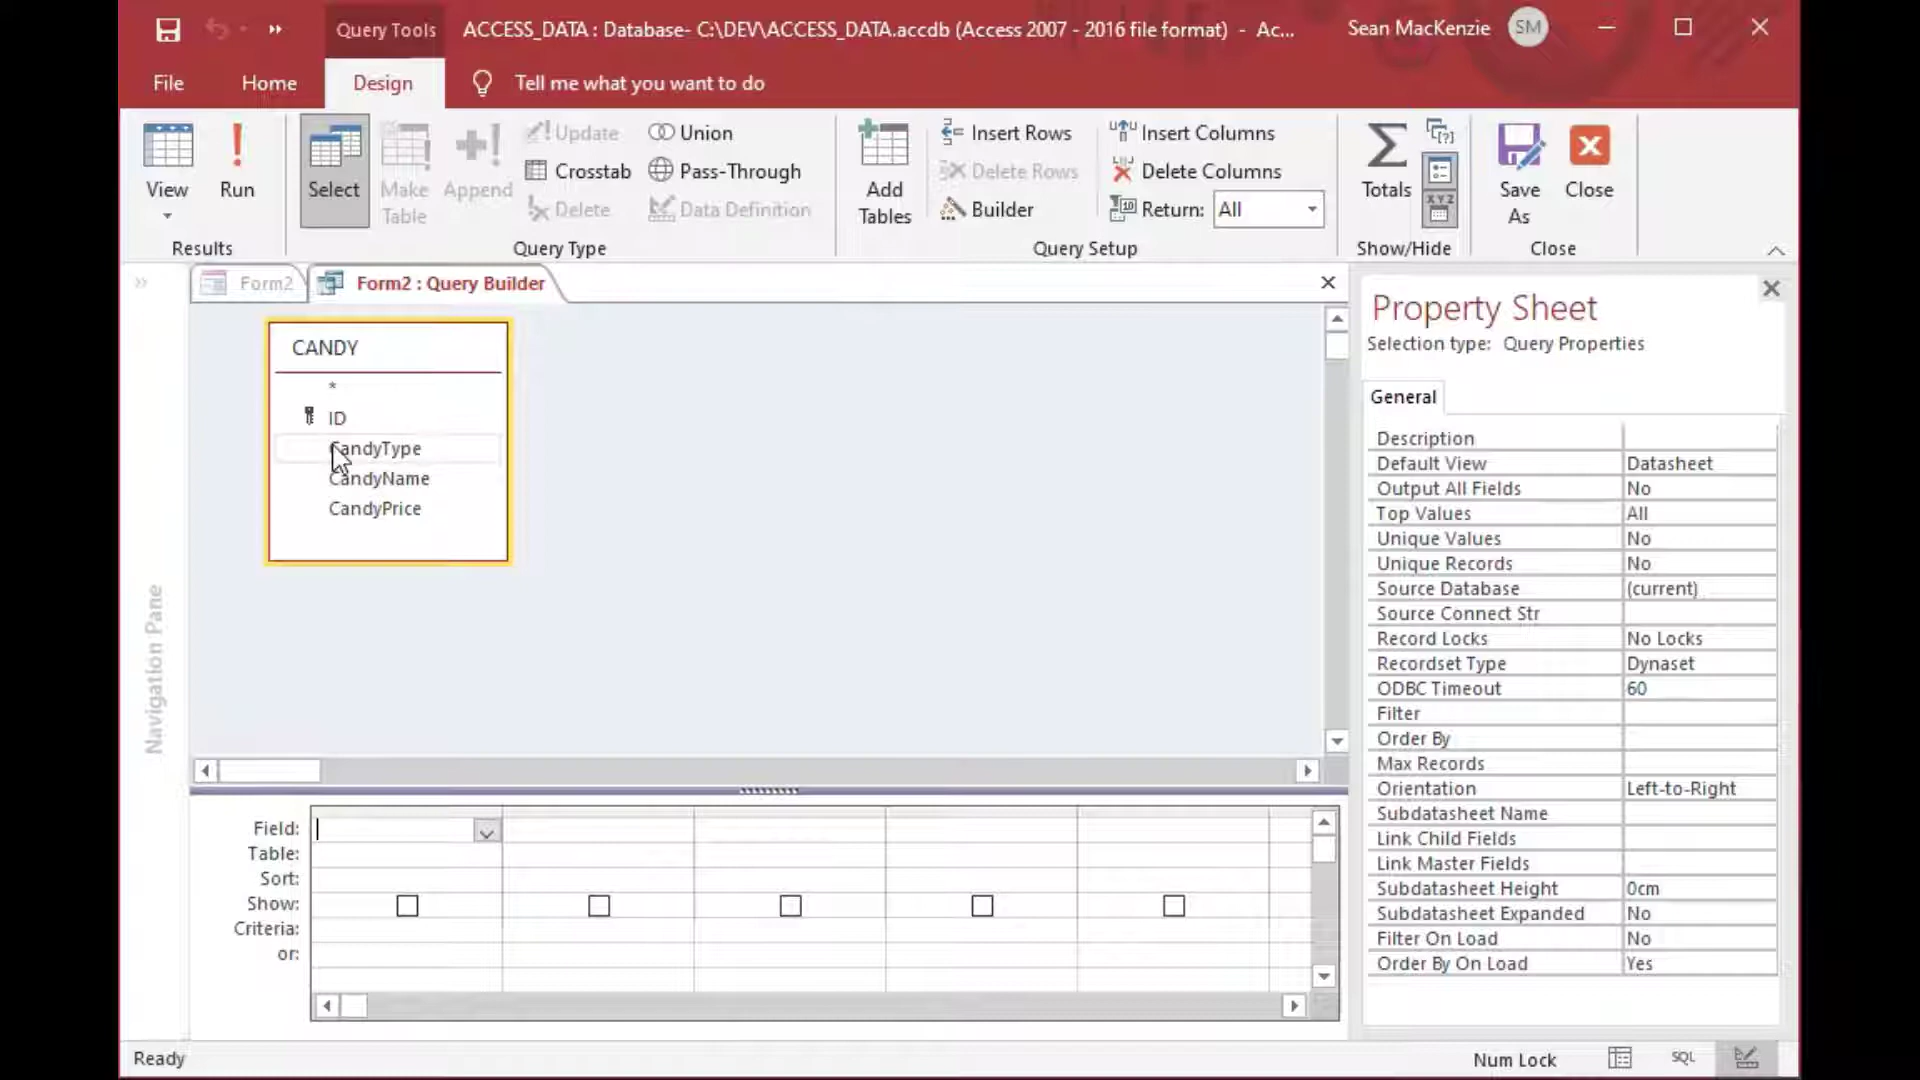 Query Tools
ACCESS_DATA : Database- C:\DEV\ACCESS_DATA.accdb (Access 2007 - 2016 file format)  -  Ac...
Sean MacKenzie
SM
File
Home
Design
Tell me what you want to do
View
Run
Results
Select
Make
Table
Append
Update
Crosstab
Delete
Union
Pass-Through
Data Definition
Query Type
Add
Tables
Insert Rows
Delete Rows
Builder
Insert Columns
Delete Columns
Return:
All
Query Setup
Totals
XYZ
Show/Hide
Save
As
Close
Close
Form2
Form2 : Query Builder
Navigation Pane
CANDY
*
ID
CandyType
CandyName
CandyPrice
Field:
Table:
Sort:
Show:
Criteria:
or:
Property Sheet
Selection type:  Query Properties
General
Description
Default View Datasheet
Output All Fields No
Top Values All
Unique Values No
Unique Records No
Source Database (current)
Source Connect Str
Record Locks No Locks
Recordset Type Dynaset
ODBC Timeout 60
Filter
Order By
Max Records
Orientation Left-to-Right
Subdatasheet Name
Link Child Fields
Link Master Fields
Subdatasheet Height 0cm
Subdatasheet Expanded No
Filter On Load No
Order By On Load Yes
Ready
Num Lock
SQL